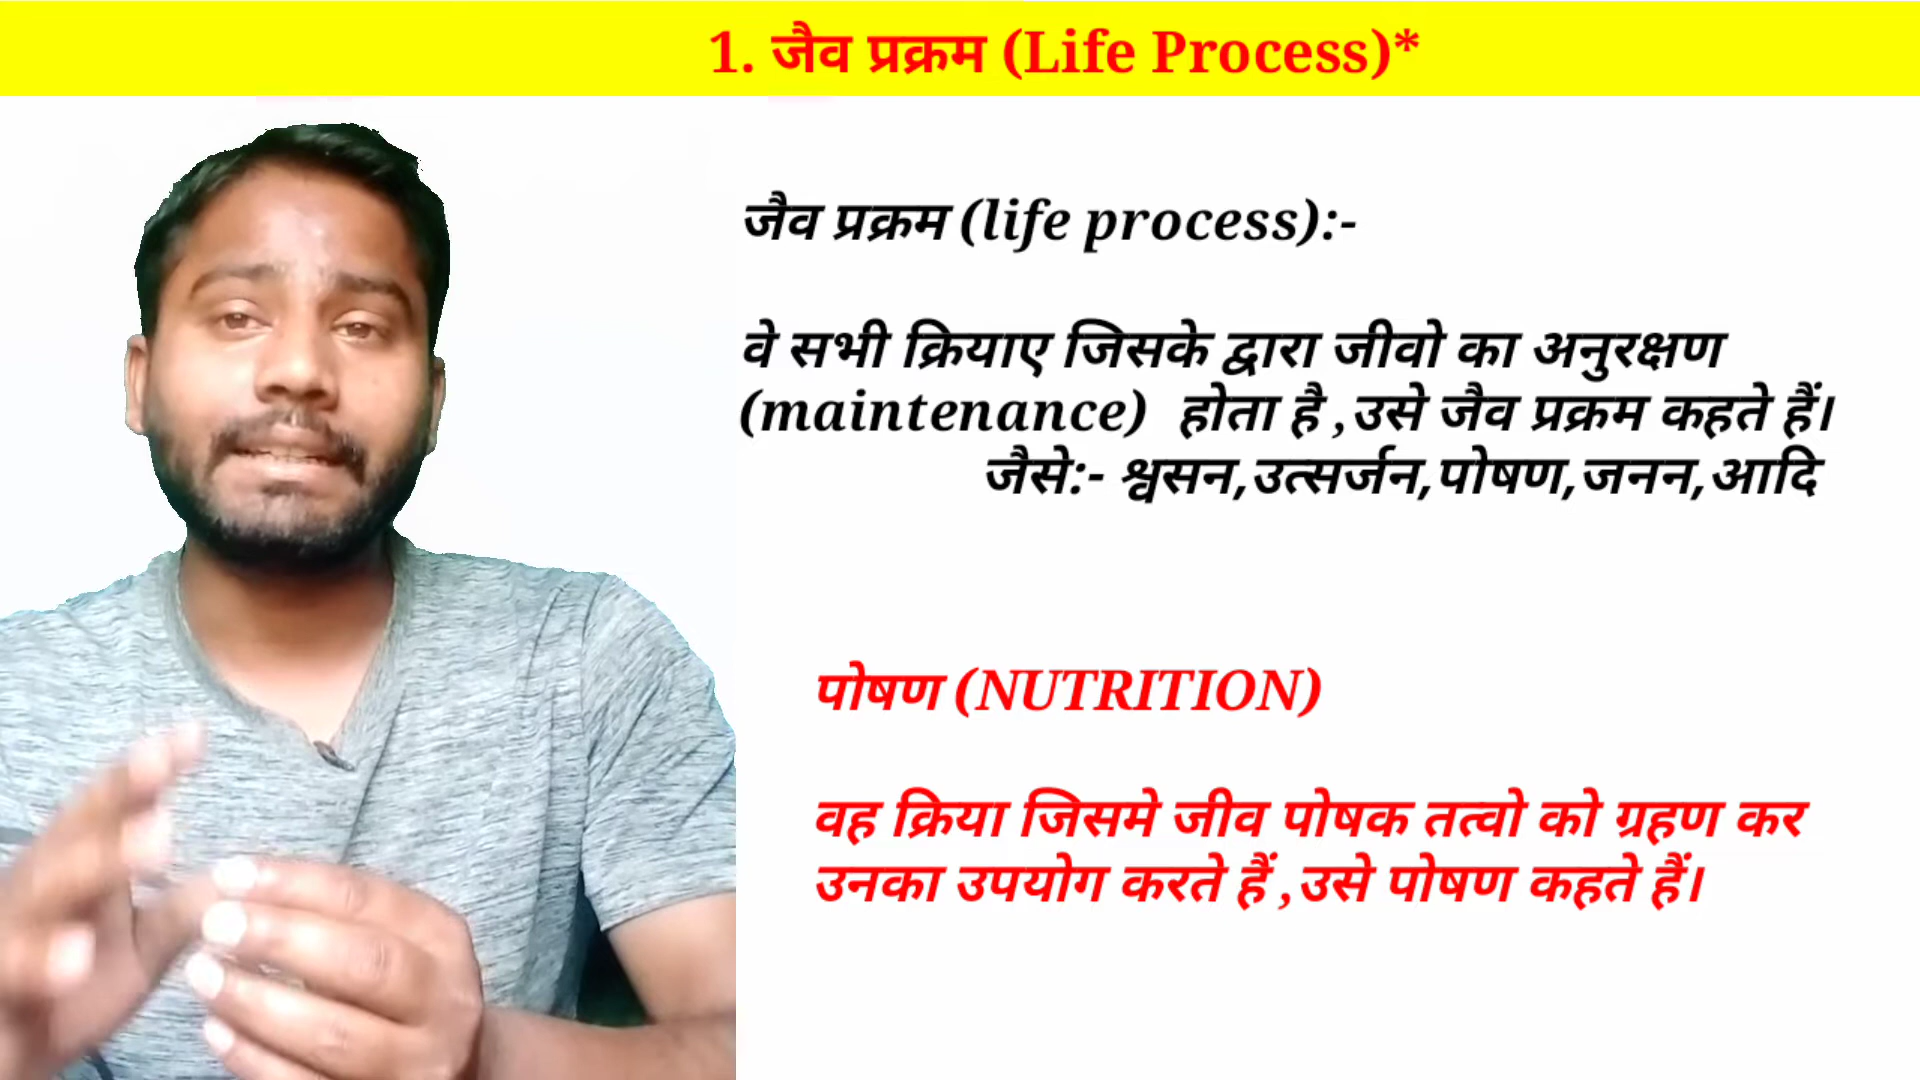 1. जैव प्रक्रम (Life Process)*
जैव प्रक्रम (life process):-
वे सभी क्रियाए जिसके द्वारा जीवो का अनुरक्षण
(maintenance) होता है ,उसे जैव प्रक्रम कहते हैं।
जैसे:- श्वसन,उत्सर्जन,पोषण,जनन,आदि
पोषण (NUTRITION)
वह क्रिया जिसमे जीव पोषक तत्वो को ग्रहण कर
उनका उपयोग करते हैं ,उसे पोषण कहते हैं।